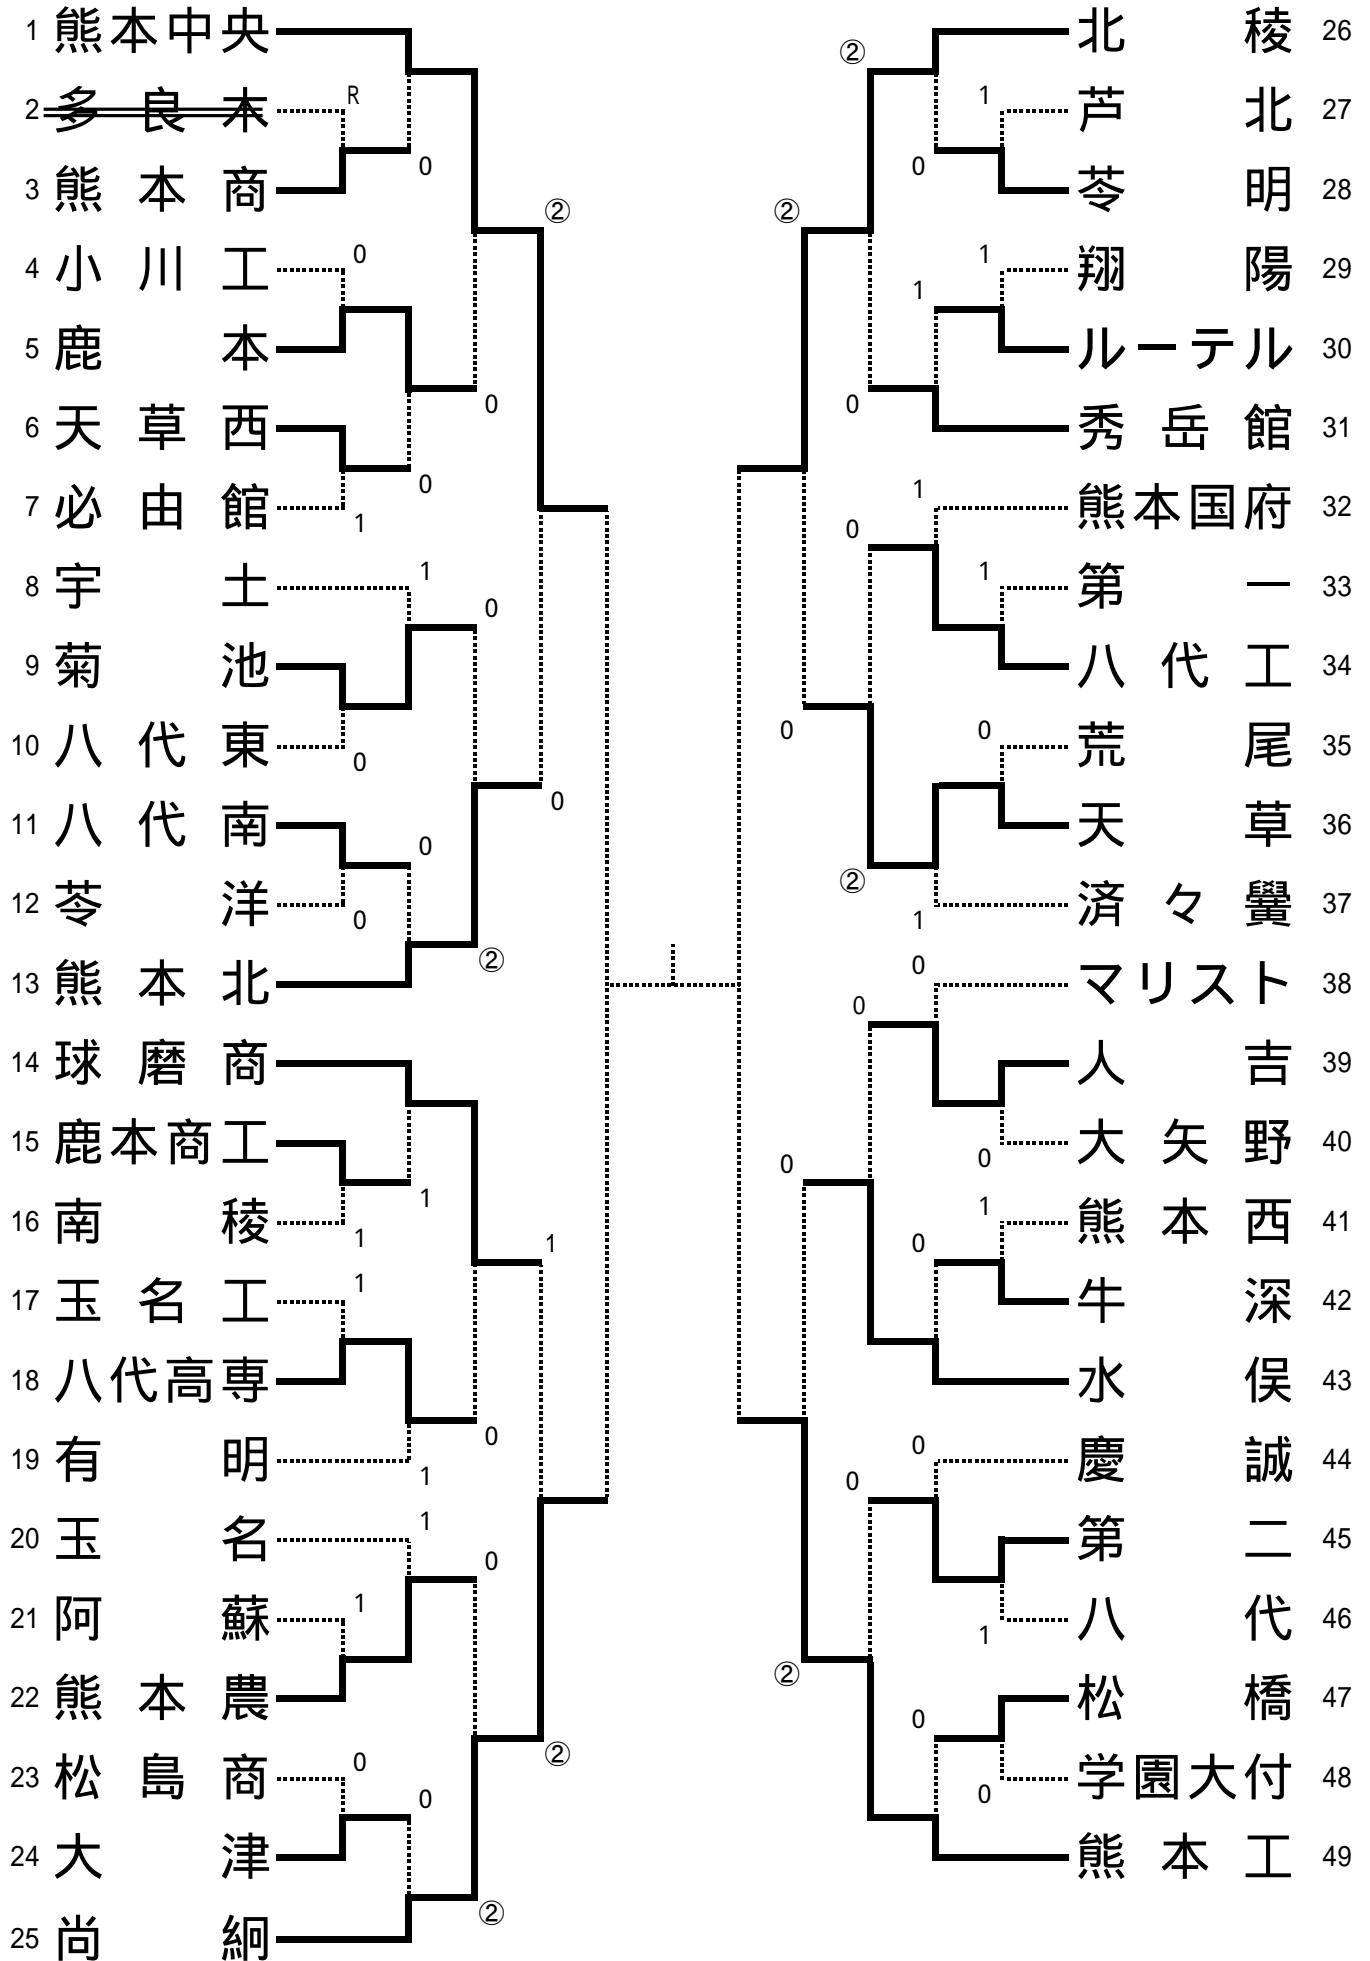 1 熊本中央
2 多良木
R
3 熊本商
0
②
4 小川工
0
5 鹿本
0
6 天草西
7 必由館
0
1
8 宇土
1
0
9 菊池
10 八代東
0
11 八代南
0
0
12 苓洋
0
13 熊本北
②
14 球磨商
15 鹿本商工
1
16 南稜
1
1
17 玉名工
1
18 八代高専
0
19 有明
1
20 玉名
1
0
21 阿蘇
1
22 熊本農
23 松島商
0
②
24 大津
0
25 尚絅
②
北稜 26
②
芦北 27
1
苓明 28
0
②
翔陽 29
1
ルーテル 30
1
秀岳館 31
0
熊本国府 32
1
0
第一 33
1
八代工 34
荒尾 35
0
0
天草 36
済々黌 37
②
1
マリスト 38
0
0
人吉 39
大矢野 40
0
0
熊本西 41
1
0
牛深 42
水俣 43
慶誠 44
0
0
第二 45
八代 46
1
②
松橋 47
0
学園大付 48
0
熊本工 49